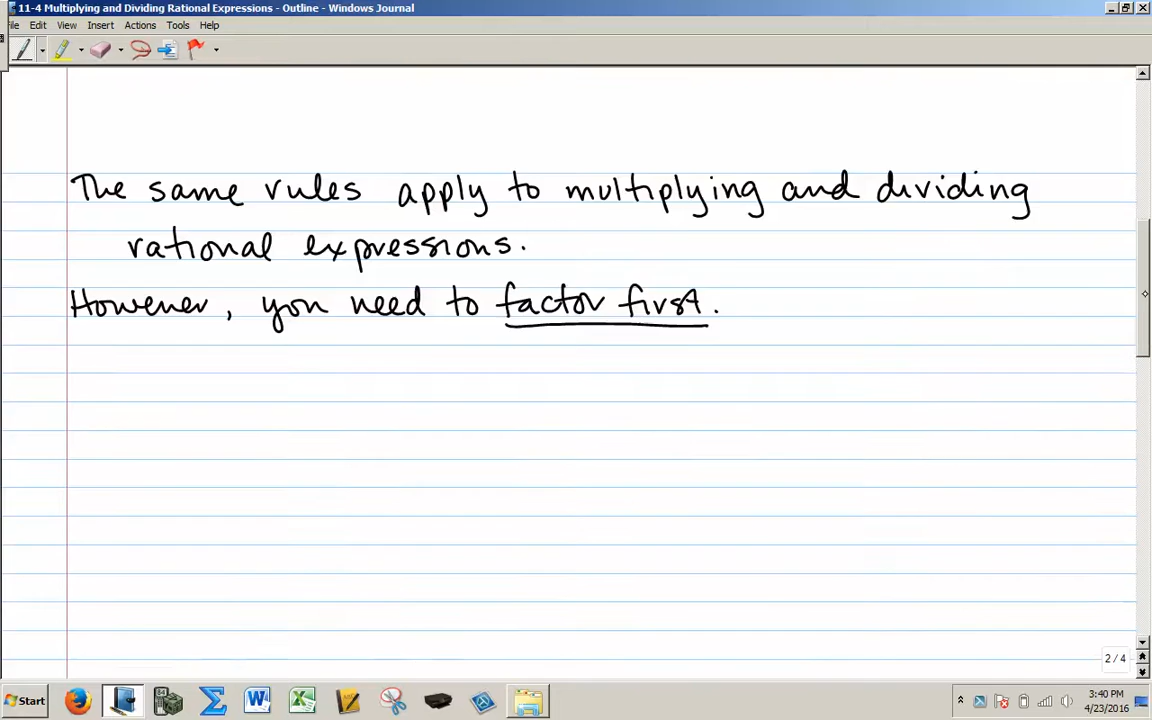 11-4 Multiplying and Dividing Rational Expressions - Outline - Windows Journal
File Edit View Insert Actions Tools Help
The same rules apply to multiplying and dividing
rational expressions.
However, you need to factor first.
2 / 4
Start
3:40 PM
4/23/2016